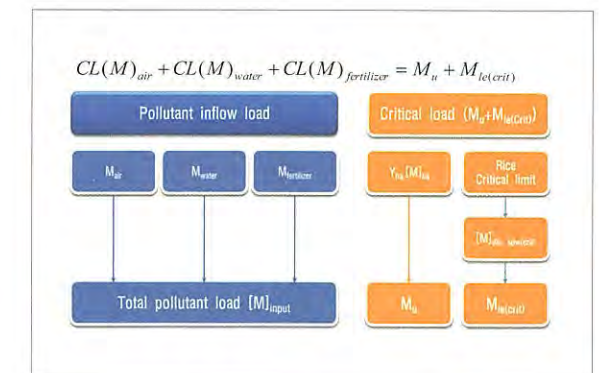 CL(M)air + CL(M)water + CL(M)fertilizer = Mu + Mle(crit)
Pollutant inflow load
Critical load (Mu+Mle(Crit))
Mair
Mwater
Mfertilizer
Rice
Critical limit
Total pollutant load [M]input
Mu
Mle(crit)